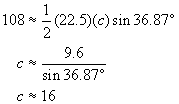 108 ≈ 1/2 (22.5)(c) sin 36.87°
c ≈ 9.6/sin 36.87°
c ≈ 16